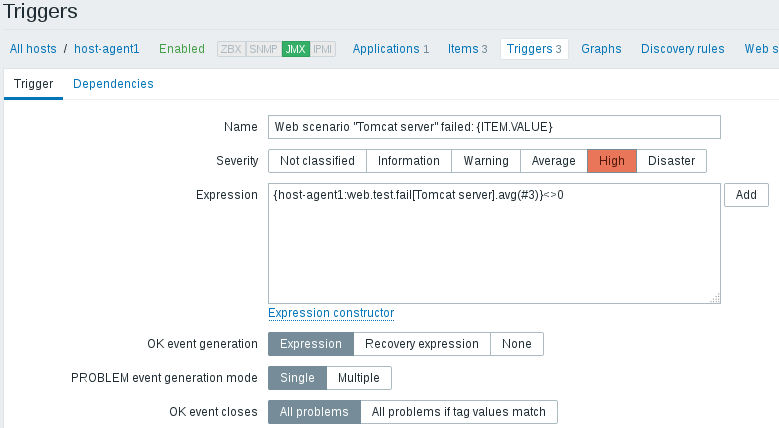 Triggers
All hosts / host-agent1 Enabled ZBX SNMP JMX IPMI Applications 1 Items 3 Triggers 3 Graphs Discovery rules Web s
Trigger Dependencies
Name Web scenario "Tomcat server" failed: {ITEM.VALUE}
Severity Not classified Information Warning Average High Disaster
Expression {host-agent1:web.test.fail[Tomcat server].avg(#3)}<>0 Add
Expression constructor
OK event generation Expression Recovery expression None
PROBLEM event generation mode Single Multiple
OK event closes All problems All problems if tag values match